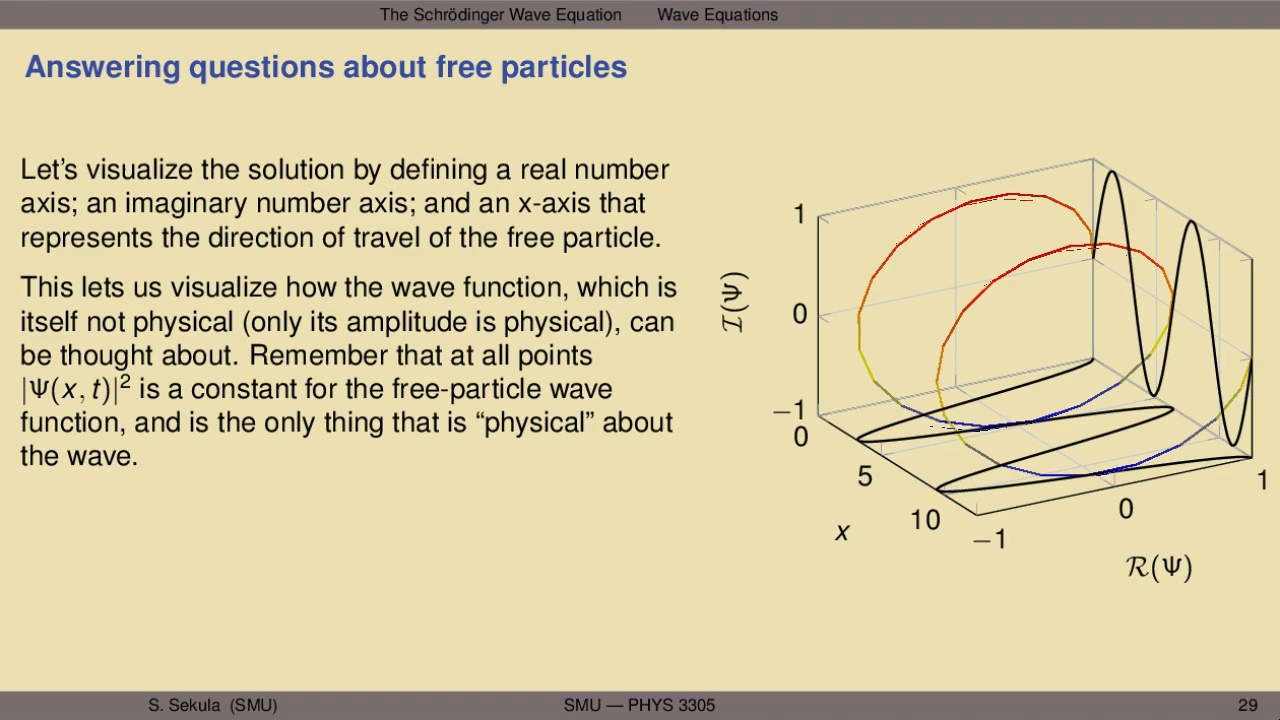 The Schrödinger Wave Equation Wave Equations
Answering questions about free particles
Let's visualize the solution by defining a real number
axis; an imaginary number axis; and an x-axis that
represents the direction of travel of the free particle.
This lets us visualize how the wave function, which is
itself not physical (only its amplitude is physical), can
be thought about. Remember that at all points
|Ψ(x, t)|² is a constant for the free-particle wave
function, and is the only thing that is “physical” about
the wave.
1
0
−1
ℐ(Ψ)
0
5
10
x
−1
0
1
ℛ(Ψ)
S. Sekula (SMU) SMU — PHYS 3305 29